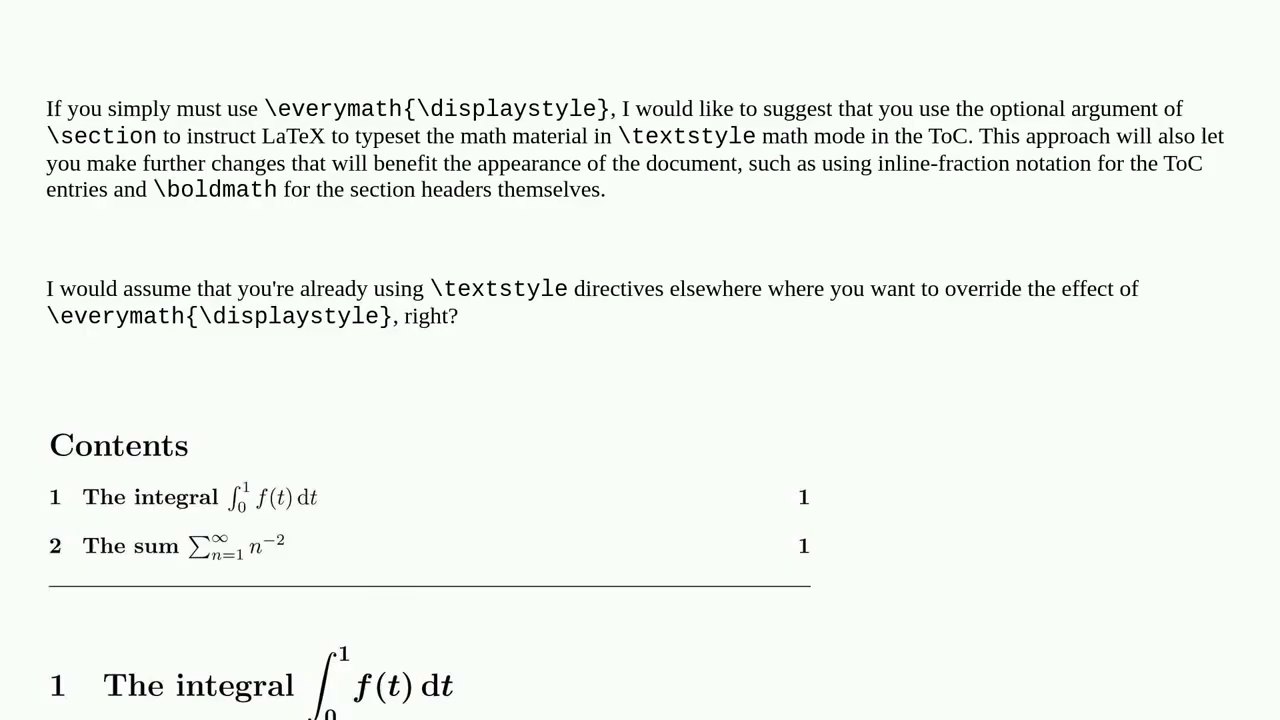 If you simply must use \everymath{\displaystyle}, I would like to suggest that you use the optional argument of
\section to instruct LaTeX to typeset the math material in \textstyle math mode in the ToC. This approach will also let
you make further changes that will benefit the appearance of the document, such as using inline-fraction notation for the ToC
entries and \boldmath for the section headers themselves.
I would assume that you're already using \textstyle directives elsewhere where you want to override the effect of
\everymath{\displaystyle}, right?
Contents
1 The integral ∫₀¹ f(t) dt 1
2 The sum ∑ₙ₌₁^∞ n⁻² 1
1 The integral ∫₀¹ f(t) dt